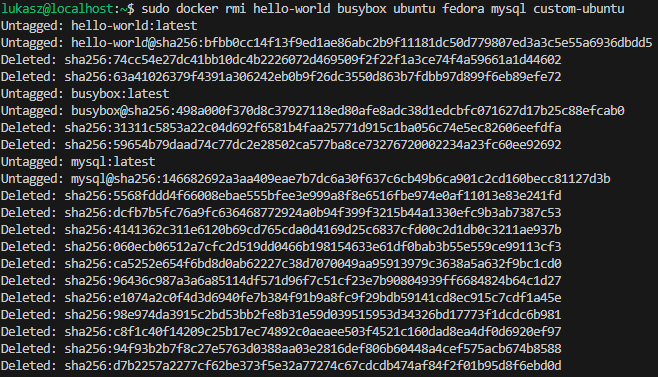 lukasz@localhost:~$ sudo docker rmi hello-world busybox ubuntu fedora mysql custom-ubuntu
Untagged: hello-world:latest
Untagged: hello-world@sha256:bfbb0cc14f13f9ed1ae86abc2b9f11181dc50d779807ed3a3c5e55a6936dbdd5
Deleted: sha256:74cc54e27dc41bb10dc4b2226072d469509f2f22f1a3ce74f4a59661a1d44602
Deleted: sha256:63a41026379f4391a306242eb0b9f26dc3550d863b7fdbb97d899f6eb89efe72
Untagged: busybox:latest
Untagged: busybox@sha256:498a000f370d8c37927118ed80afe8adc38d1edcbfc071627d17b25c88efcab0
Deleted: sha256:31311c5853a22c04d692f6581b4faa25771d915c1ba056c74e5ec82606eefdfa
Deleted: sha256:59654b79daad74c77dc2e28502ca577ba8ce73276720002234a23fc60ee92692
Untagged: mysql:latest
Untagged: mysql@sha256:146682692a3aa409eae7b7dc6a30f637c6cb49b6ca901c2cd160becc81127d3b
Deleted: sha256:5568fddd4f66008ebae555bfee3e999a8f8e6516fbe974e0af11013e83e241fd
Deleted: sha256:dcfb7b5fc76a9fc636468772924a0b94f399f3215b44a1330efc9b3ab7387c53
Deleted: sha256:4141362c311e6120b69cd765cda0d4169d25c6837cfd00c2d1db0c3211ae937b
Deleted: sha256:060ecb06512a7cfc2d519dd0466b198154633e61df0bab3b55e559ce99113cf3
Deleted: sha256:ca5252e654f6bd8d0ab62227c38d7070049aa95913979c3638a5a632f9bc1cd0
Deleted: sha256:96436c987a3a6a85114df571d96f7c51cf23e7b90804939ff6684824b64c1d27
Deleted: sha256:e1074a2c0f4d3d6940fe7b384f91b9a8fc9f29bdb59141cd8ec915c7cdf1a45e
Deleted: sha256:98e974da3915c2bd53bb2fe8b31e59d039515953d34326bd17773f1dcdc6b981
Deleted: sha256:c8f1c40f14209c25b17ec74892c0aeaee503f4521c160dad8ea4df0d6920ef97
Deleted: sha256:94f93b2b7f8c27e5763d0388aa03e2816def806b60448a4cef575acb674b8588
Deleted: sha256:d7b2257a2277cf62be373f5e32a77274c67cdcdb474af84f2f01b95d8f6ebd0d